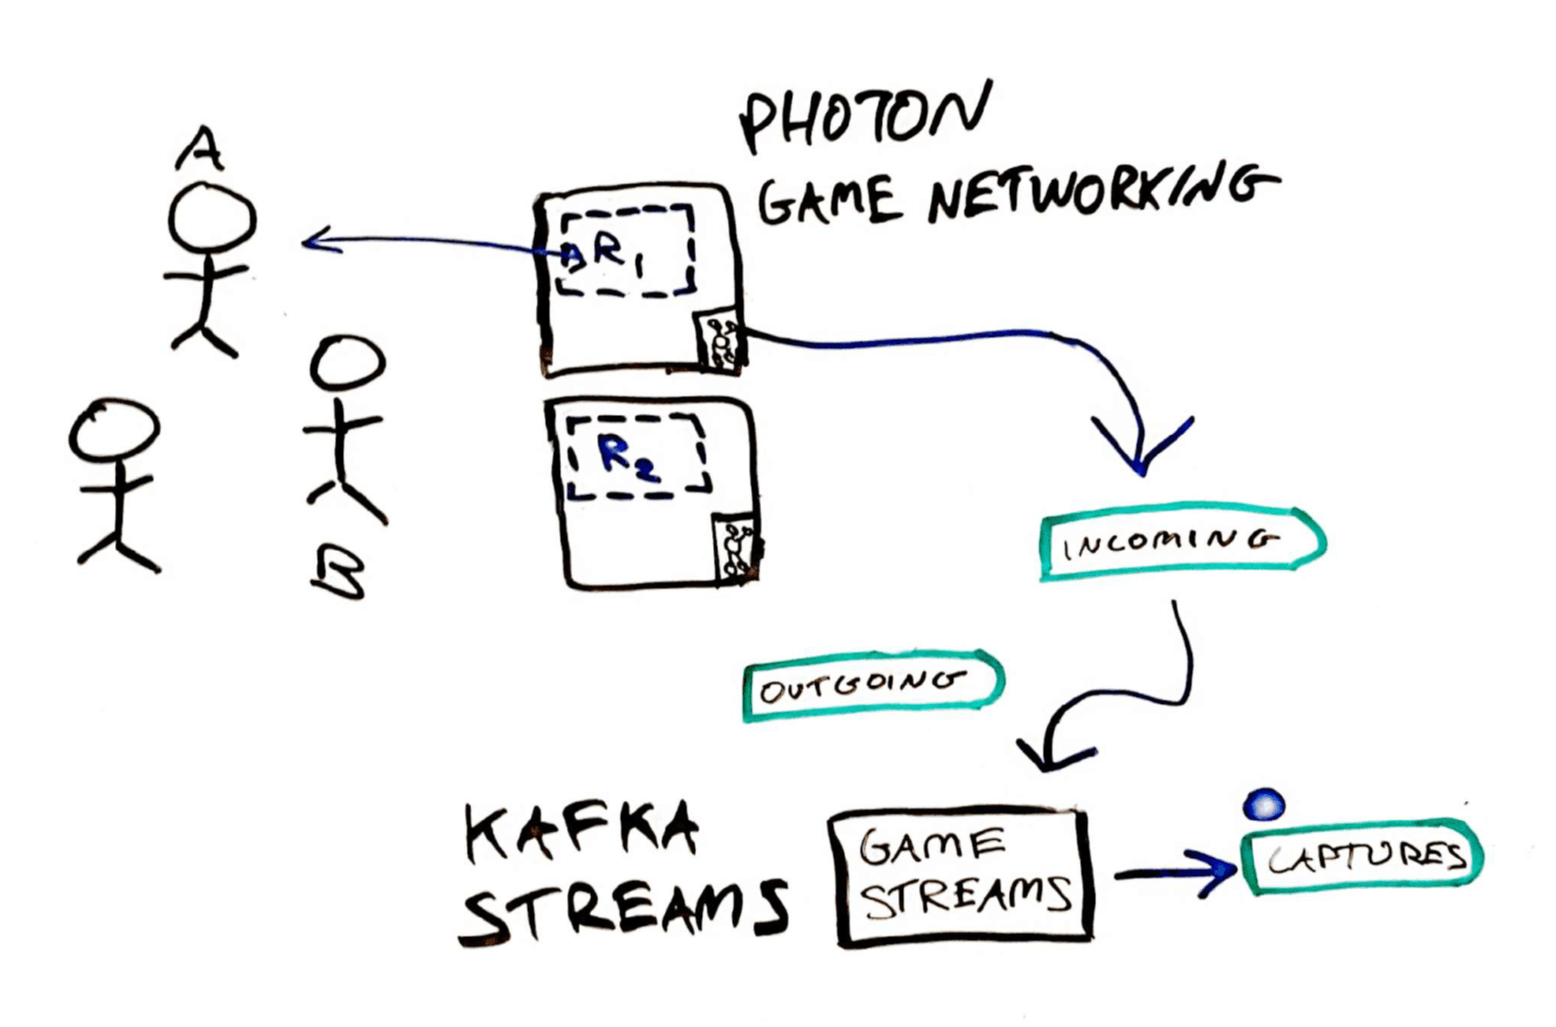 A
PHOTON
GAME NETWORKING
R1
B
R2
INCOMING
OUTGOING
KAFKA
STREAMS
GAME
STREAMS
CAPTURES